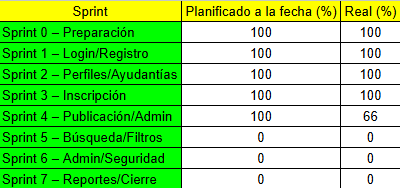 Sprint Planificado a la fecha (%) Real (%)
Sprint 0 – Preparación 100 100
Sprint 1 – Login/Registro 100 100
Sprint 2 – Perfiles/Ayudantías 100 100
Sprint 3 – Inscripción 100 100
Sprint 4 – Publicación/Admin 100 66
Sprint 5 – Búsqueda/Filtros 0 0
Sprint 6 – Admin/Seguridad 0 0
Sprint 7 – Reportes/Cierre 0 0